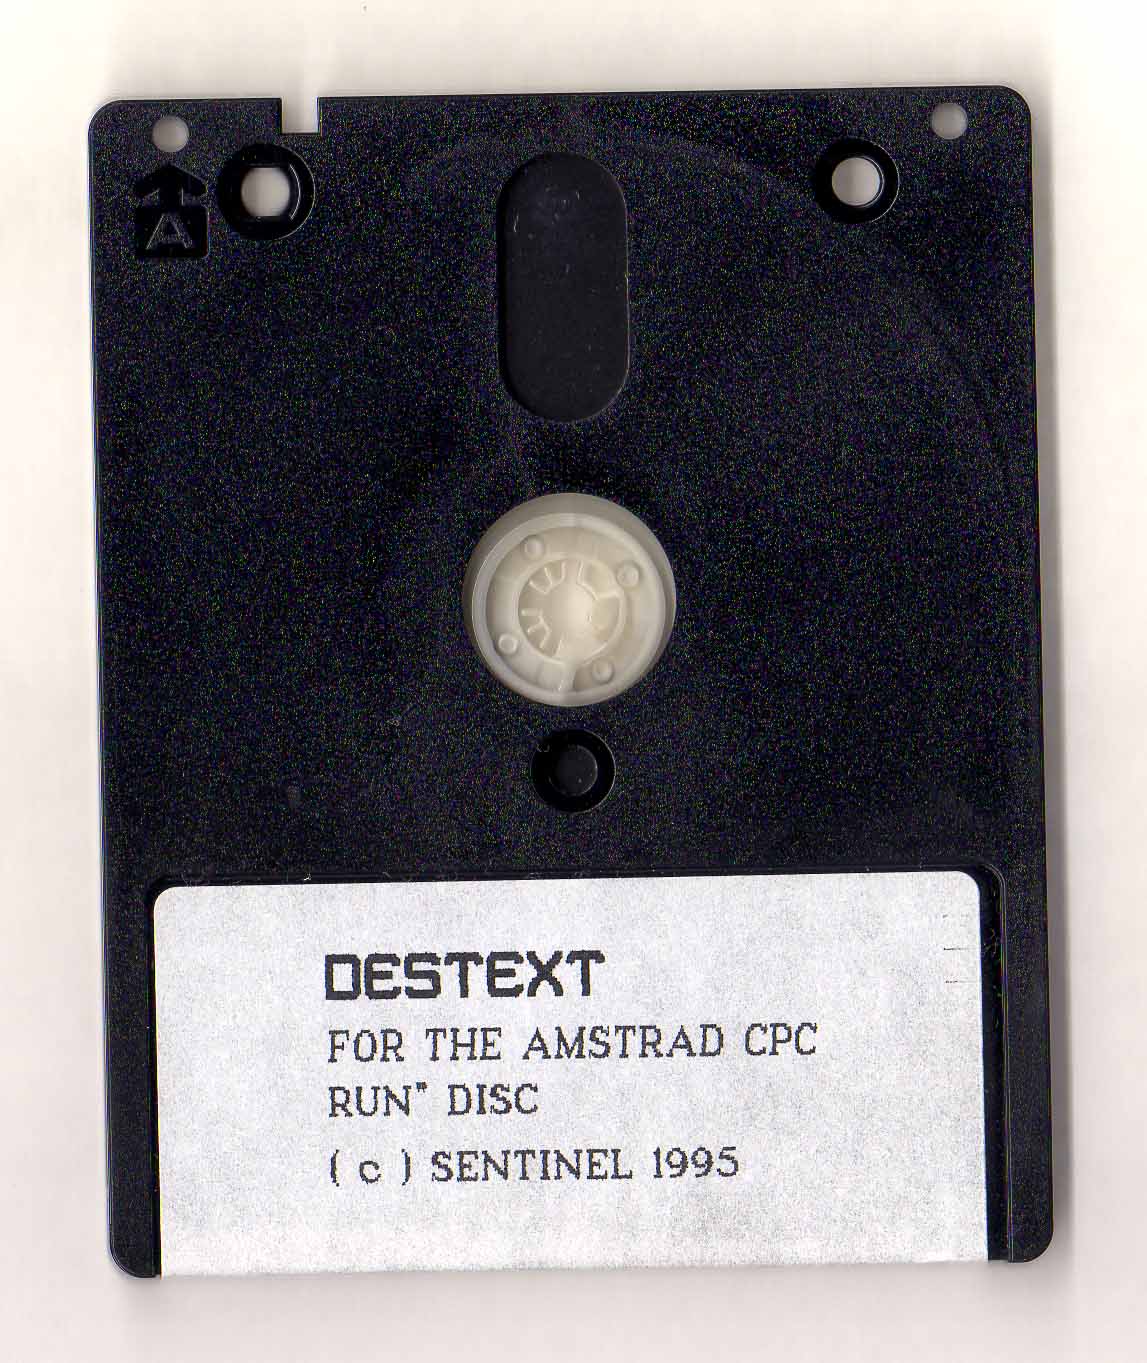 A
DESTEXT
FOR THE AMSTRAD CPC
RUN" DISC
( c ) SENTINEL 1995